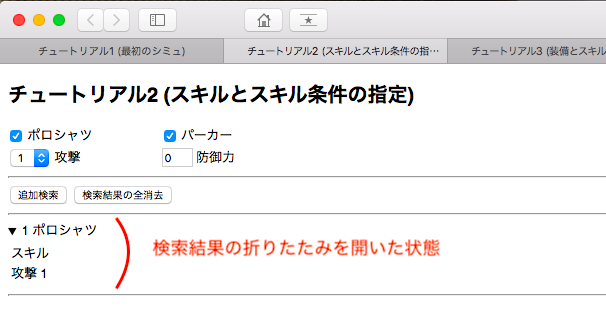 チュートリアル1 (最初のシミュ)
チュートリアル2 (スキルとスキル条件の指…
チュートリアル3 (装備とスキル
チュートリアル2 (スキルとスキル条件の指定)
ポロシャツ
パーカー
1 攻撃
0 防御力
追加検索
検索結果の全消去
▼ 1 ポロシャツ
スキル
攻撃 1
検索結果の折りたたみを開いた状態